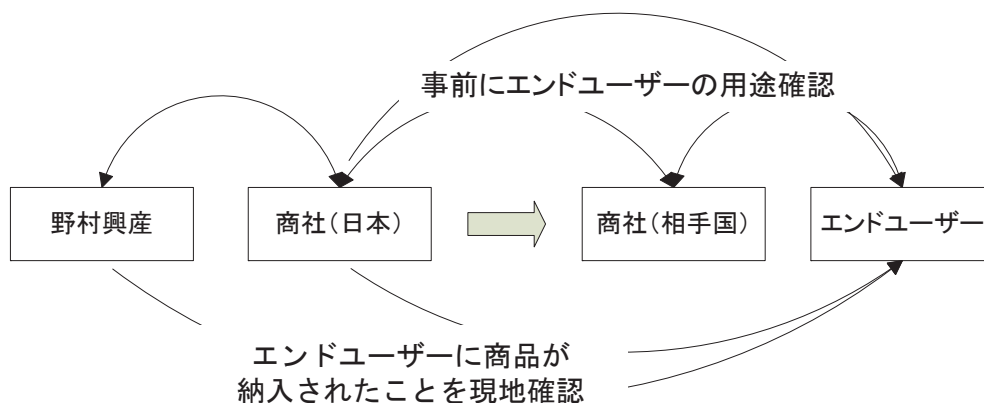 事前にエンドユーザーの用途確認
野村興産
商社(日本)
商社(相手国)
エンドユーザー
エンドユーザーに商品が
納入されたことを現地確認